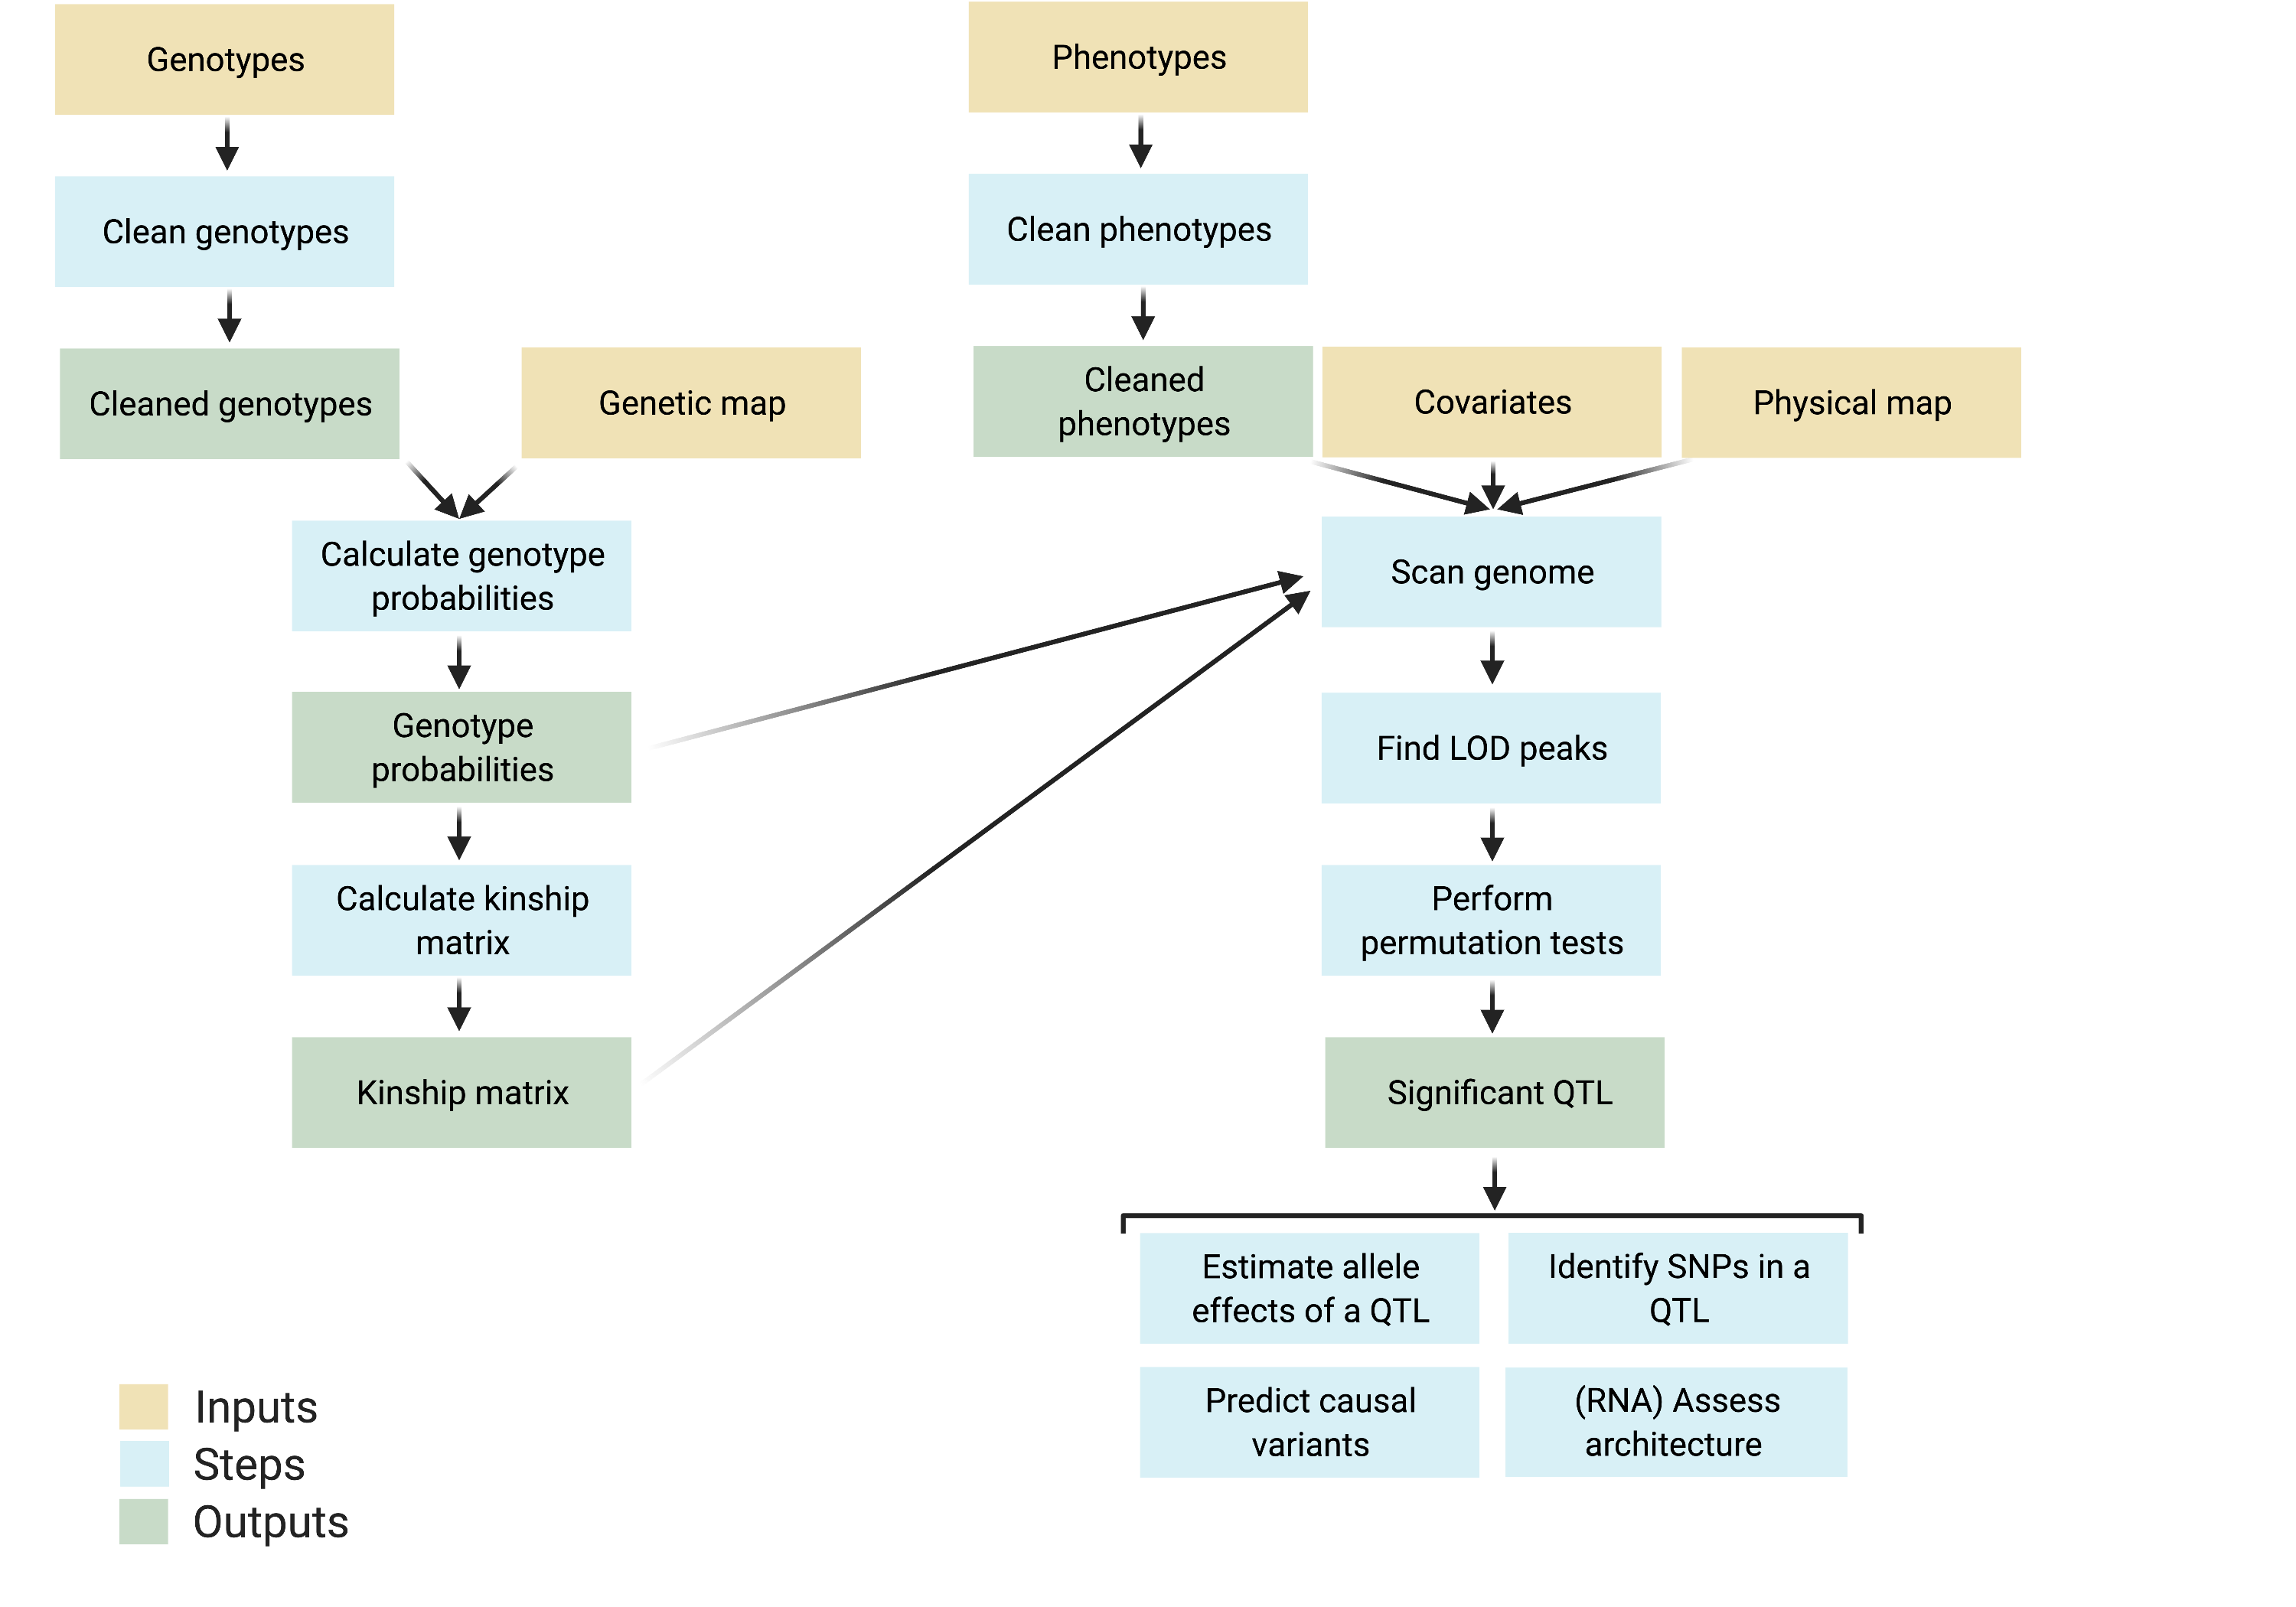 Genotypes
Phenotypes
Clean genotypes
Clean phenotypes
Cleaned genotypes
Genetic map
Cleaned
phenotypes
Covariates
Physical map
Calculate genotype
probabilities
Scan genome
Genotype
probabilities
Find LOD peaks
Calculate kinship
matrix
Perform
permutation tests
Kinship matrix
Significant QTL
Estimate allele
effects of a QTL
Identify SNPs in a
QTL
Predict causal
variants
(RNA) Assess
architecture
Inputs
Steps
Outputs